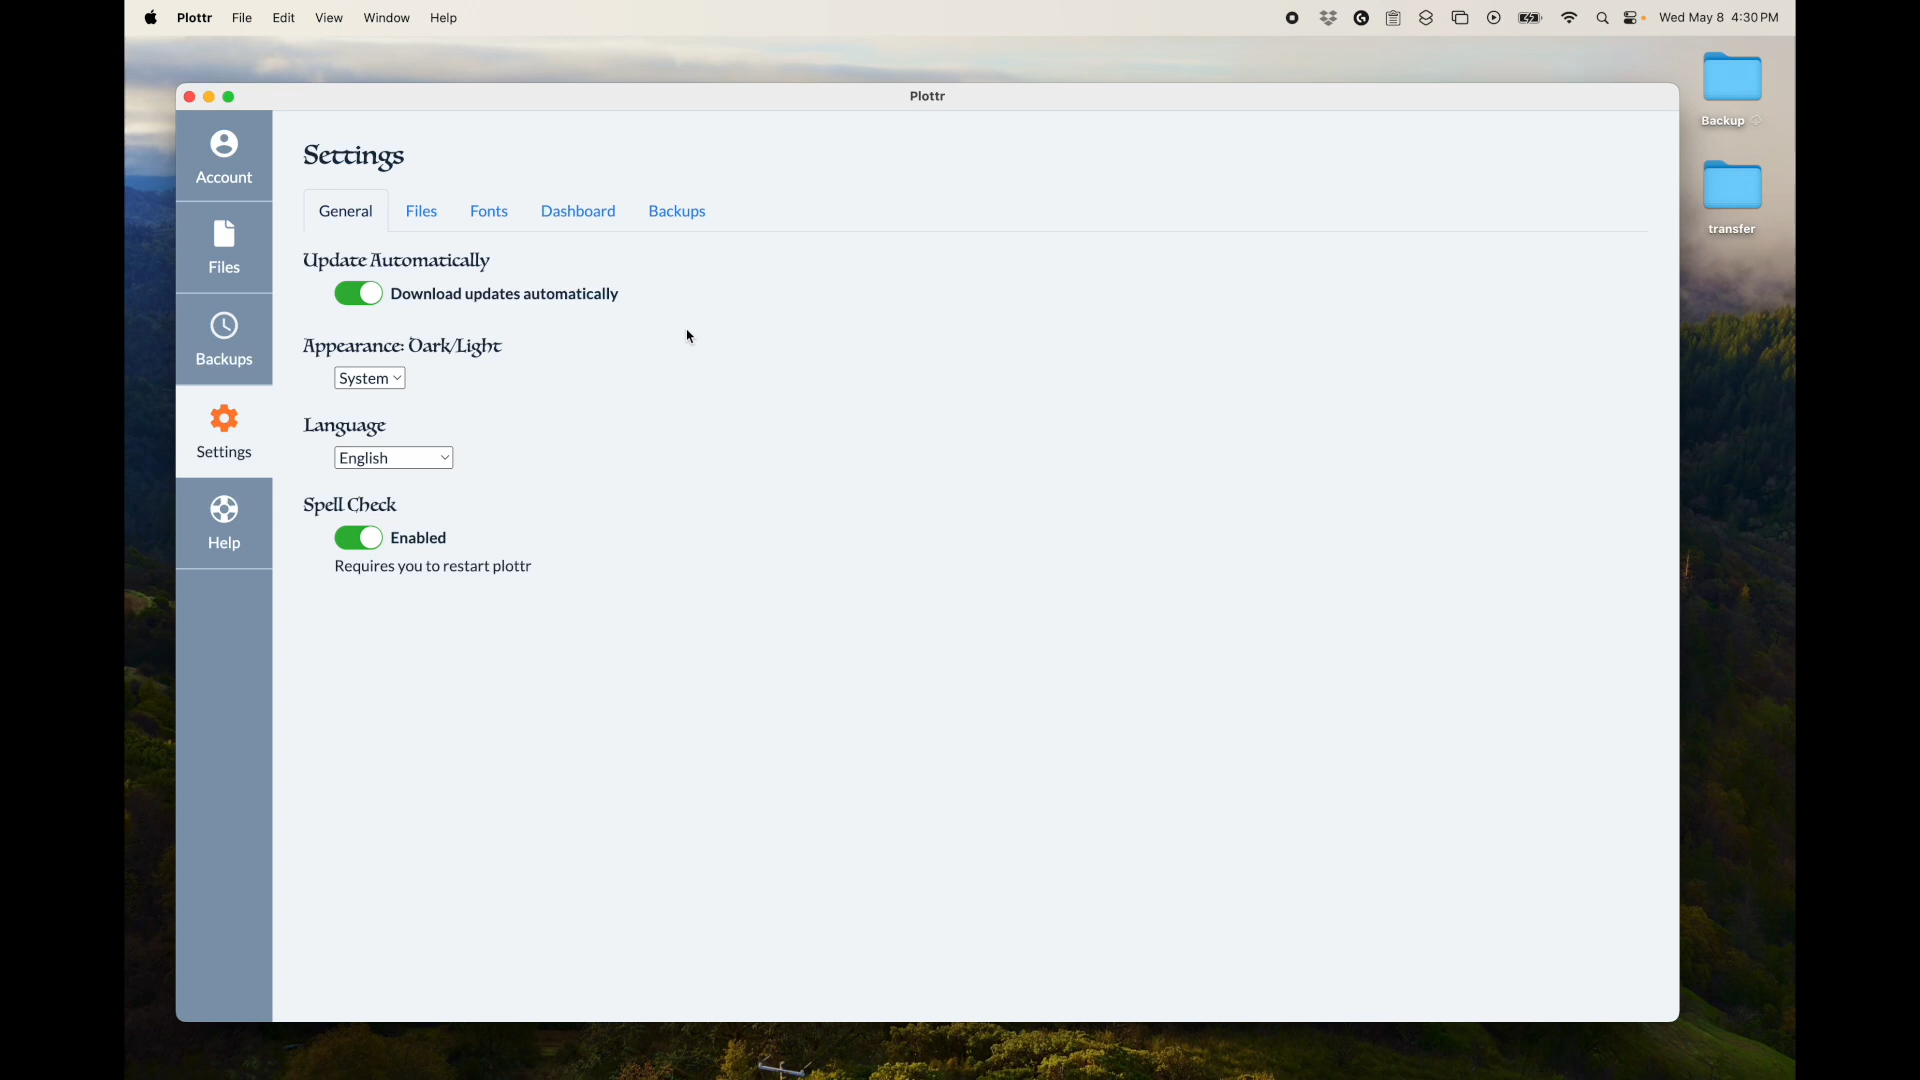 Plottr File Edit View Window Help Wed May 8 4:30 PM
Plottr
Backup
transfer
Account
Files
Backups
Settings
Help
Settings
General Files Fonts Dashboard Backups
Update Automatically
Download updates automatically
Appearance: Dark/Light
System
Language
English
Spell Check
Enabled
Requires you to restart plottr